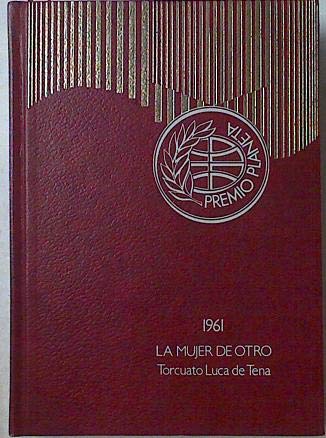 PREMIO PLANETA
1961
LA MUJER DE OTRO
Torcuato Luca de Tena